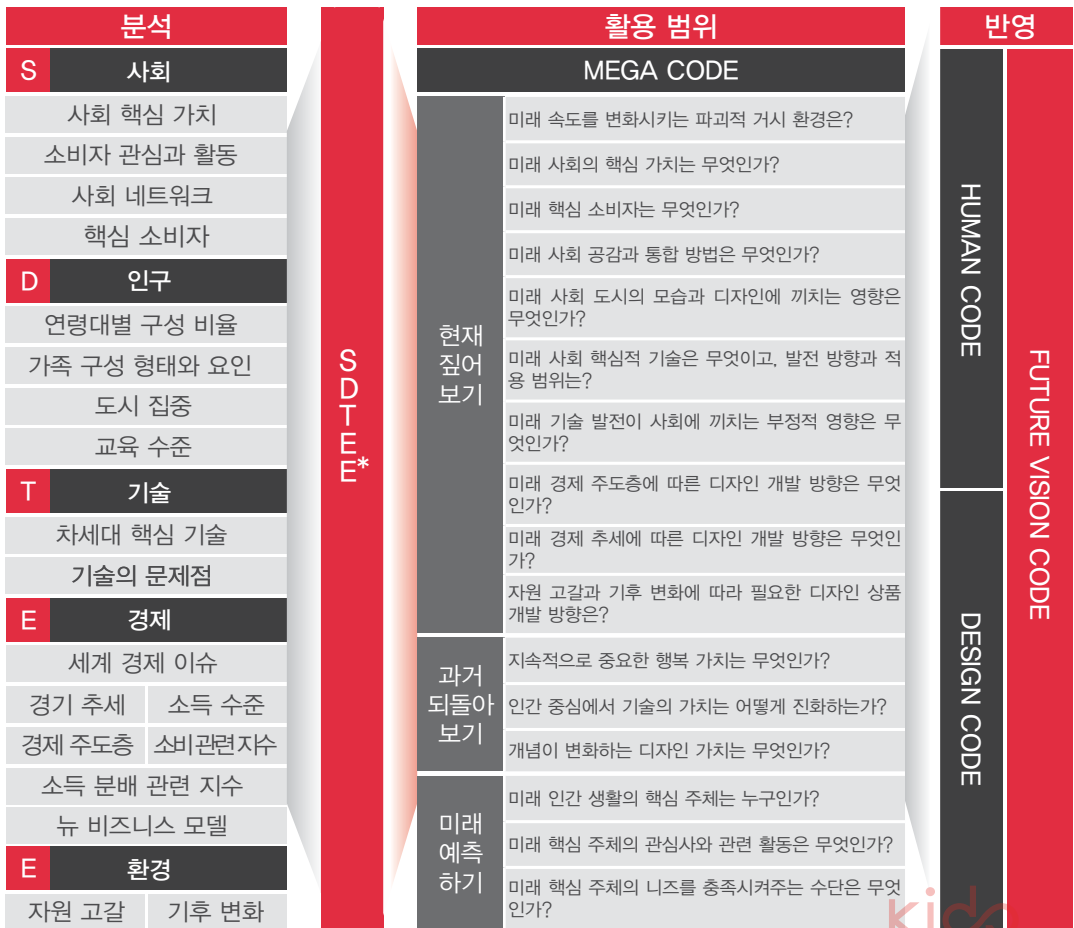 분석
S 사회
사회 핵심 가치
소비자 관심과 활동
사회 네트워크
핵심 소비자
D 인구
연령대별 구성 비율
가족 구성 형태와 요인
도시 집중
교육 수준
T 기술
차세대 핵심 기술
기술의 문제점
E 경제
세계 경제 이슈
경기 추세 소득 수준
경제 주도층 소비관련지수
소득 분배 관련 지수
뉴 비즈니스 모델
E 환경
자원 고갈 기후 변화
S
D
T
E
E*
활용 범위
MEGA CODE
현재
짚어
보기
미래 속도를 변화시키는 파괴적 거시 환경은?
미래 사회의 핵심 가치는 무엇인가?
미래 핵심 소비자는 무엇인가?
미래 사회 공감과 통합 방법은 무엇인가?
미래 사회 도시의 모습과 디자인에 끼치는 영향은
무엇인가?
미래 사회 핵심적 기술은 무엇이고, 발전 방향과 적
용 범위는?
미래 기술 발전이 사회에 끼치는 부정적 영향은 무
엇인가?
미래 경제 주도층에 따른 디자인 개발 방향은 무엇
인가?
미래 경제 추세에 따른 디자인 개발 방향은 무엇인
가?
자원 고갈과 기후 변화에 따라 필요한 디자인 상품
개발 방향은?
과거
되돌아
보기
지속적으로 중요한 행복 가치는 무엇인가?
인간 중심에서 기술의 가치는 어떻게 진화하는가?
개념이 변화하는 디자인 가치는 무엇인가?
미래
예측
하기
미래 인간 생활의 핵심 주체는 누구인가?
미래 핵심 주체의 관심사와 관련 활동은 무엇인가?
미래 핵심 주체의 니즈를 충족시켜주는 수단은 무엇
인가?
반영
HUMAN CODE
DESIGN CODE
FUTURE VISION CODE